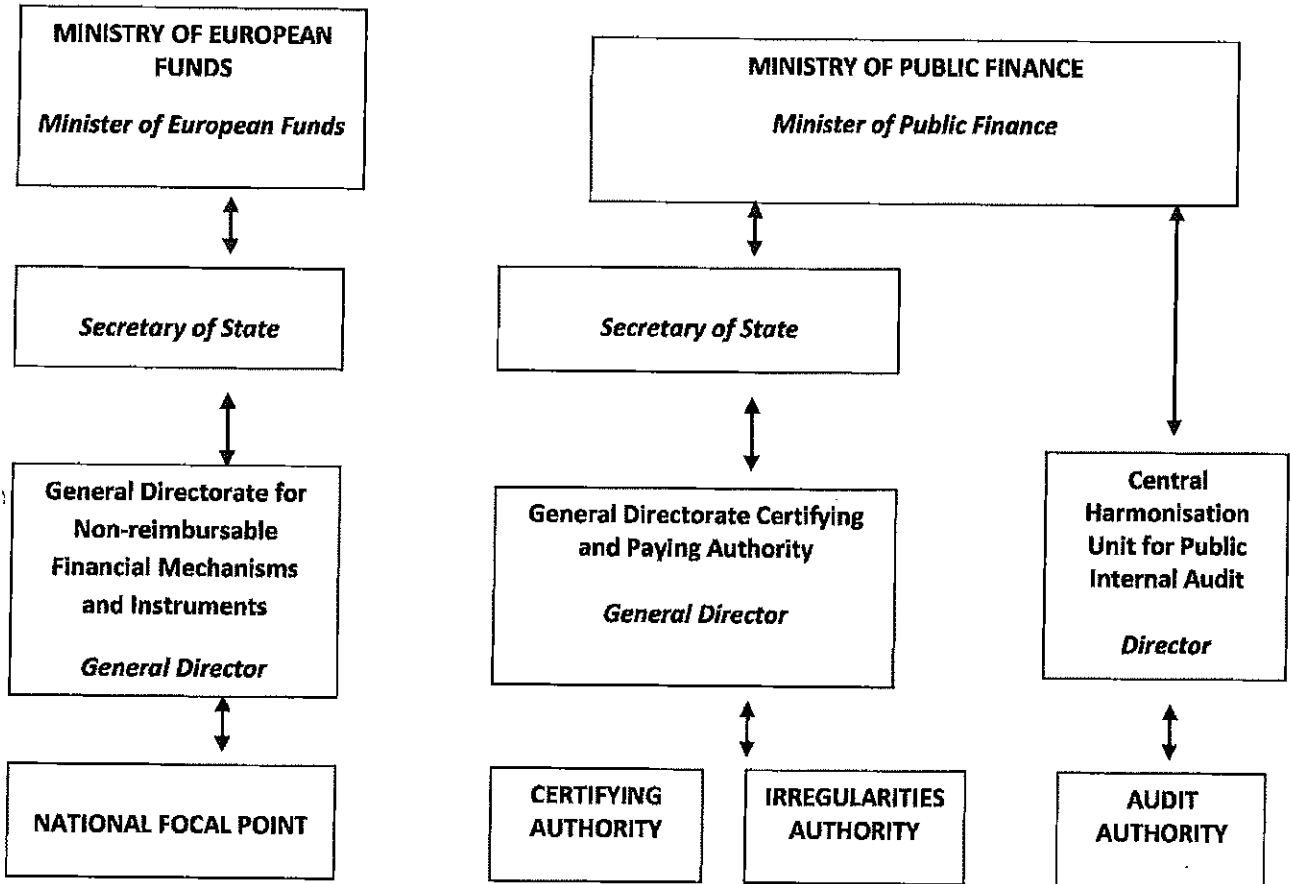 MINISTRY OF EUROPEAN
FUNDS
Minister of European Funds
MINISTRY OF PUBLIC FINANCE
Minister of Public Finance
Secretary of State
Secretary of State
General Directorate for
Non-reimbursable
Financial Mechanisms
and Instruments
General Director
General Directorate Certifying
and Paying Authority
General Director
Central
Harmonisation
Unit for Public
Internal Audit
Director
NATIONAL FOCAL POINT
CERTIFYING
AUTHORITY
IRREGULARITIES
AUTHORITY
AUDIT
AUTHORITY